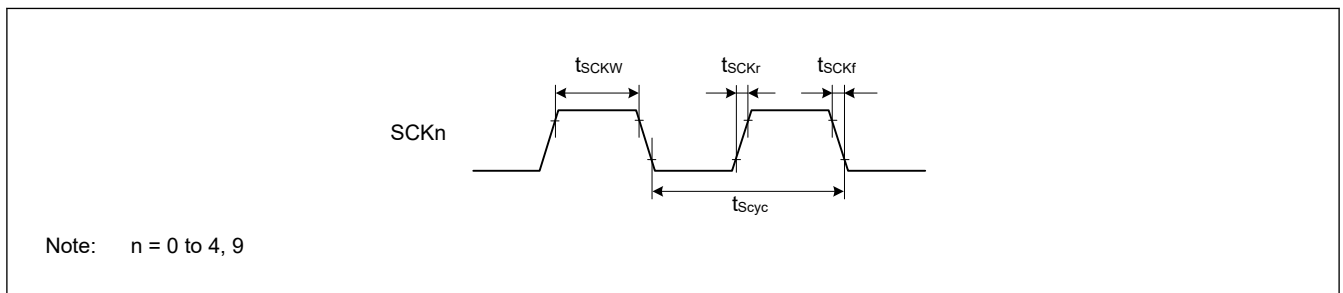 tSCKW tSCKr tSCKf
SCKn
tScyc
Note: n = 0 to 4, 9